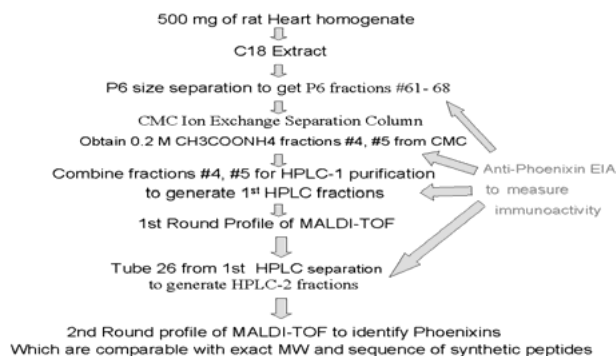 500 mg of rat Heart homogenate
C18 Extract
P6 size separation to get P6 fractions #61- 68
CMC Ion Exchange Separation Column
Obtain 0.2 M CH3COONH4 fractions #4, #5 from CMC
Combine fractions #4, #5 for HPLC-1 purification
to generate 1st HPLC fractions
Anti-Phoenixin EIA
to measure
immunoactivity
1st Round Profile of MALDI-TOF
Tube 26 from 1st HPLC separation
to generate HPLC-2 fractions
2nd Round profile of MALDI-TOF to identify Phoenixins
Which are comparable with exact MW and sequence of synthetic peptides